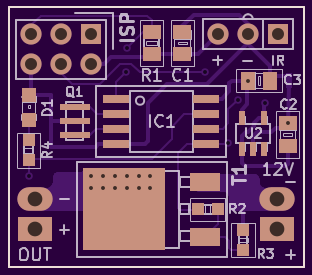 ISP
R1 C1
+ − IR
C3
Q1
D1
IC1
C2
U2
R4
12V
T1
−
−
R2
+
OUT
R3
+